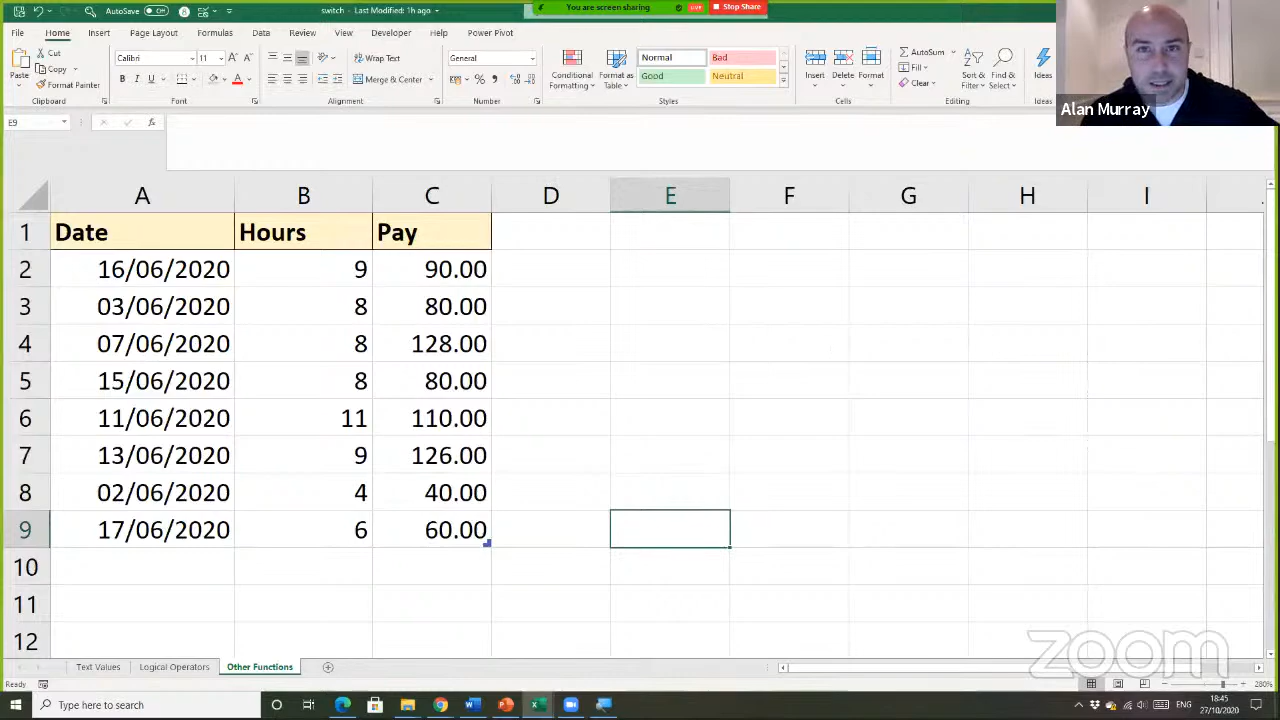 AutoSave Off switch - Last Modified: 1h ago You are screen sharing LIVE Stop Share
File Home Insert Page Layout Formulas Data Review View Developer Help Power Pivot
Cut Calibri 11 General Normal Bad AutoSum
Copy Fill
Paste Format Painter Merge & Center Conditional Formatting Format as Table Good Neutral Insert Delete Format Clear Sort & Filter Find & Select Ideas
Clipboard Font Alignment Number Styles Cells Editing
Alan Murray
E9 fx
A B C D E F G H I
1 Date Hours Pay
2 16/06/2020 9 90.00
3 03/06/2020 8 80.00
4 07/06/2020 8 128.00
5 15/06/2020 8 80.00
6 11/06/2020 11 110.00
7 13/06/2020 9 126.00
8 02/06/2020 4 40.00
9 17/06/2020 6 60.00
10
11
12
zoom
Text Values Logical Operators Other Functions
Ready 280%
Type here to search ENG 18:45
27/10/2020